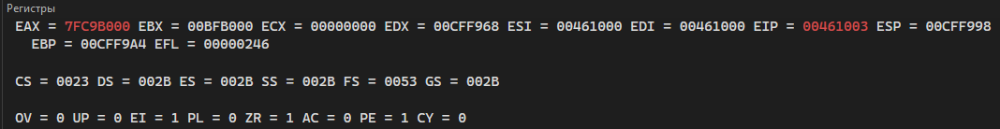 Регистры
EAX = 7FC9B000 EBX = 00BFB000 ECX = 00000000 EDX = 00CFF968 ESI = 00461000 EDI = 00461000 EIP = 00461003 ESP = 00CFF998
EBP = 00CFF9A4 EFL = 00000246
CS = 0023 DS = 002B ES = 002B SS = 002B FS = 0053 GS = 002B
OV = 0 UP = 0 EI = 1 PL = 0 ZR = 1 AC = 0 PE = 1 CY = 0